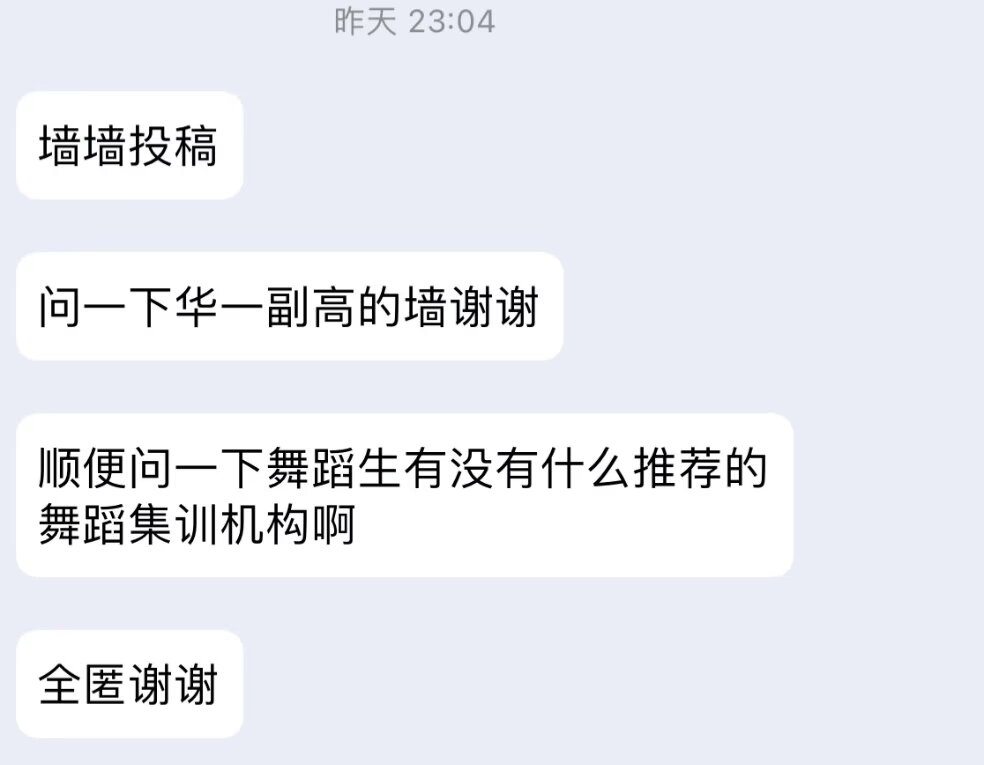 昨天 23:04
墙墙投稿
问一下华一副高的墙谢谢
顺便问一下舞蹈生有没有什么推荐的
舞蹈集训机构啊
全匿谢谢